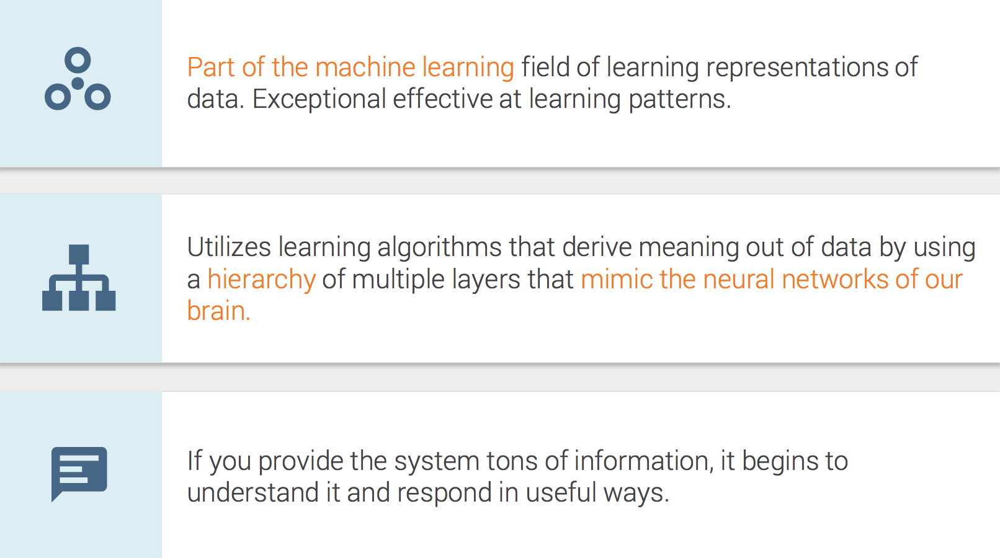 Part of the machine learning field of learning representations of
data. Exceptional effective at learning patterns.
Utilizes learning algorithms that derive meaning out of data by using
a hierarchy of multiple layers that mimic the neural networks of our
brain.
If you provide the system tons of information, it begins to
understand it and respond in useful ways.